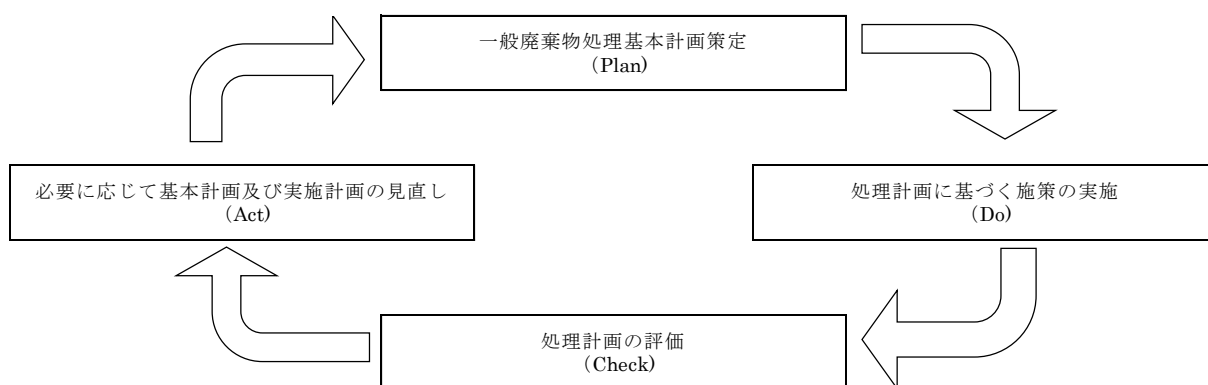 一般廃棄物処理基本計画策定
（Plan)
必要に応じて基本計画及び実施計画の見直し
（Act)
処理計画に基づく施策の実施
（Do)
処理計画の評価
（Check)